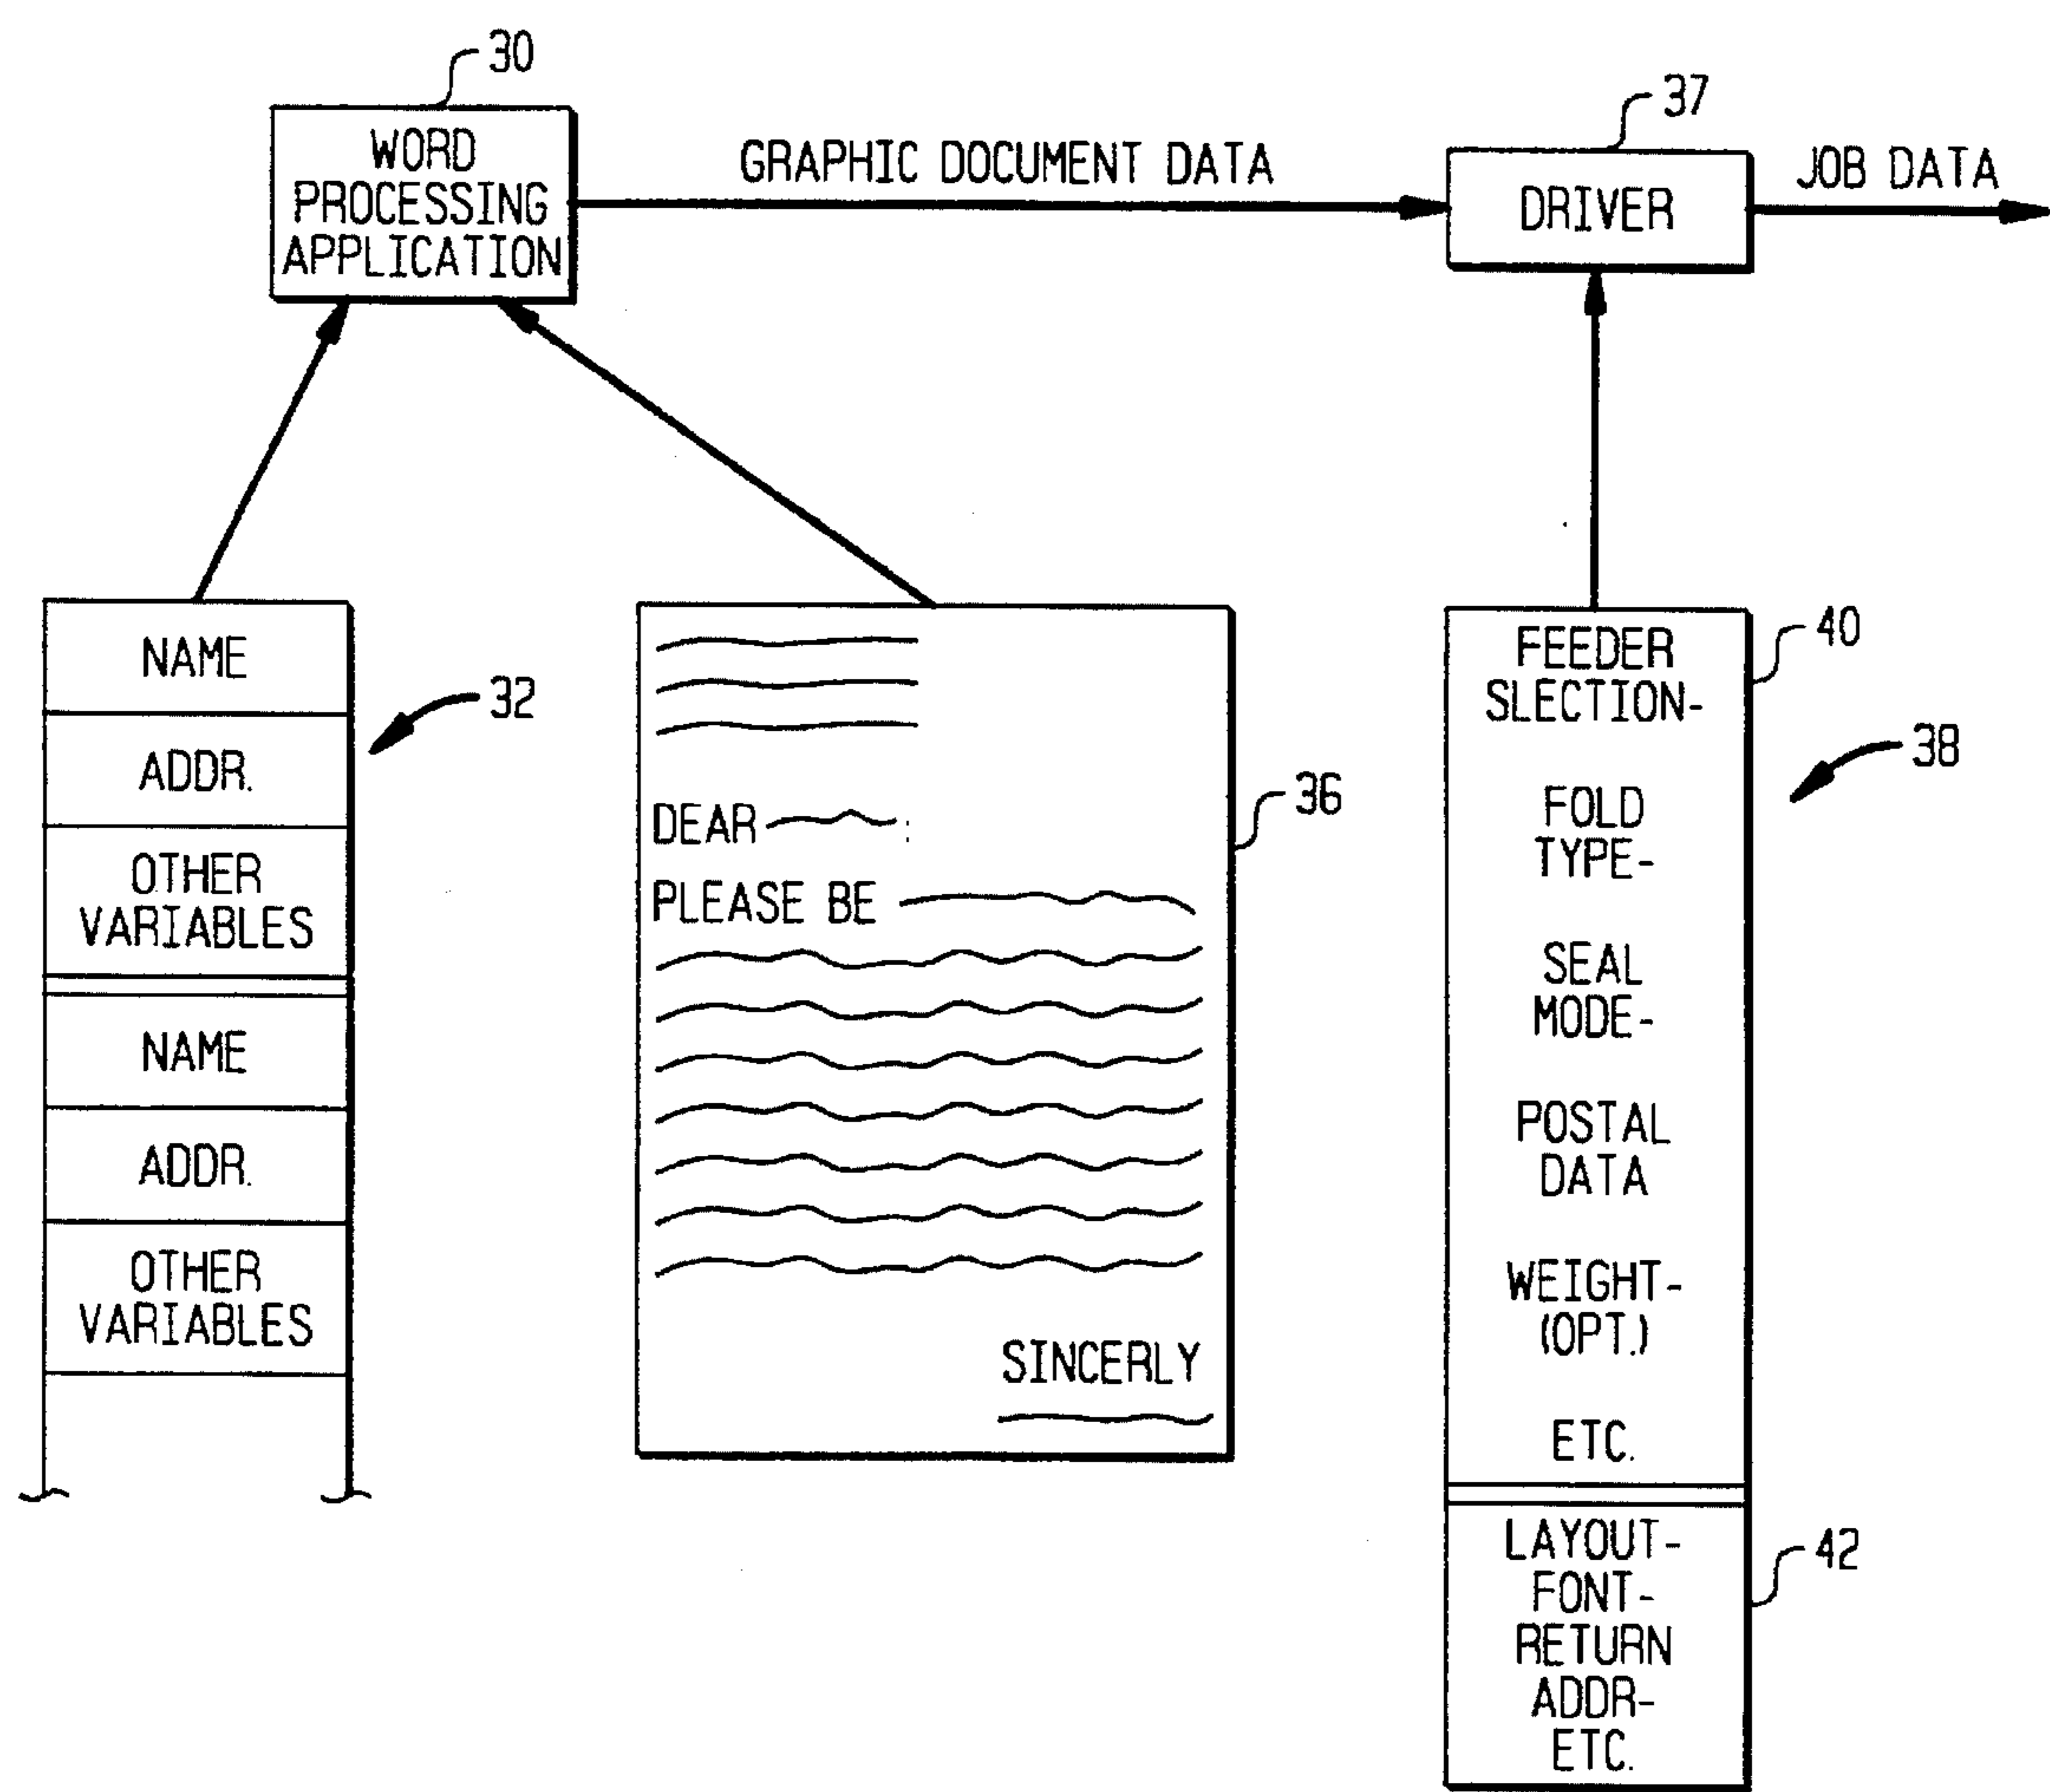 30
WORD
PROCESSING
APPLICATION
GRAPHIC DOCUMENT DATA
37
DRIVER
JOB DATA
NAME
ADDR.
OTHER
VARIABLES
NAME
ADDR.
OTHER
VARIABLES
32
DEAR :
PLEASE BE
SINCERLY
36
FEEDER
SLECTION-
FOLD
TYPE-
SEAL
MODE-
POSTAL
DATA
WEIGHT-
(OPT.)
ETC.
40
38
LAYOUT-
FONT-
RETURN
ADDR-
ETC.
42